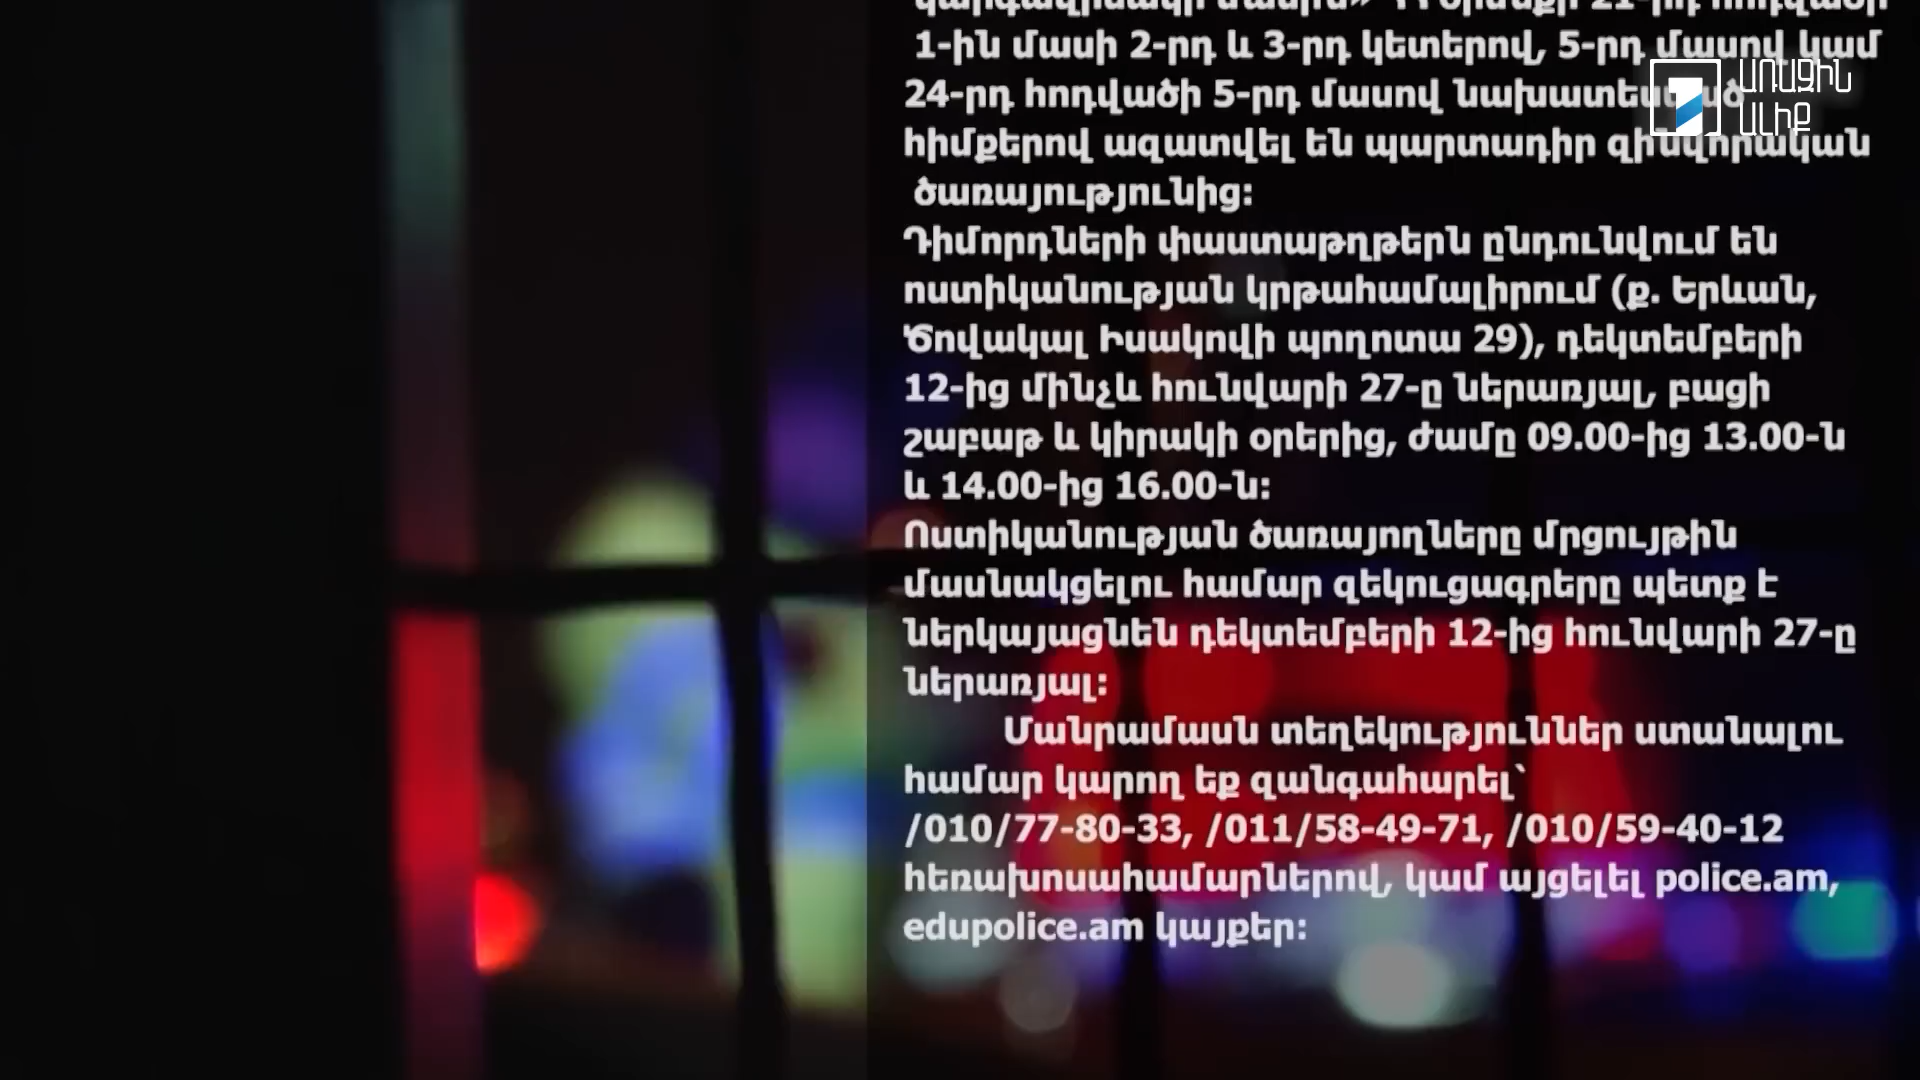 1-ին մասի 2-րդ և 3-րդ կետերով, 5-րդ մասով կամ
24-րդ հոդվածի 5-րդ մասով նախատեսված
հիմքերով ազատվել են պարտադիր զինվորական
ծառայությունից:
Դիմորդների փաստաթղթերն ընդունվում են
ոստիկանության կրթահամալիրում (ք. Երևան,
Ծովակալ Իսակովի պողոտա 29), դեկտեմբերի
12-ից մինչև հունվարի 27-ը ներառյալ, բացի
շաբաթ և կիրակի օրերից, ժամը 09.00-ից 13.00-ն
և 14.00-ից 16.00-ն:
Ոստիկանության ծառայողները մրցույթին
մասնակցելու համար զեկուցագրերը պետք է
ներկայացնեն դեկտեմբերի 12-ից հունվարի 27-ը
ներառյալ:
Մանրամասն տեղեկություններ ստանալու
համար կարող եք զանգահարել՝
/010/77-80-33, /011/58-49-71, /010/59-40-12
հեռախոսահամարներով, կամ այցելել police.am,
edupolice.am կայքեր:
1 ԱՌԱՋԻՆ
ԱԼԻՔ